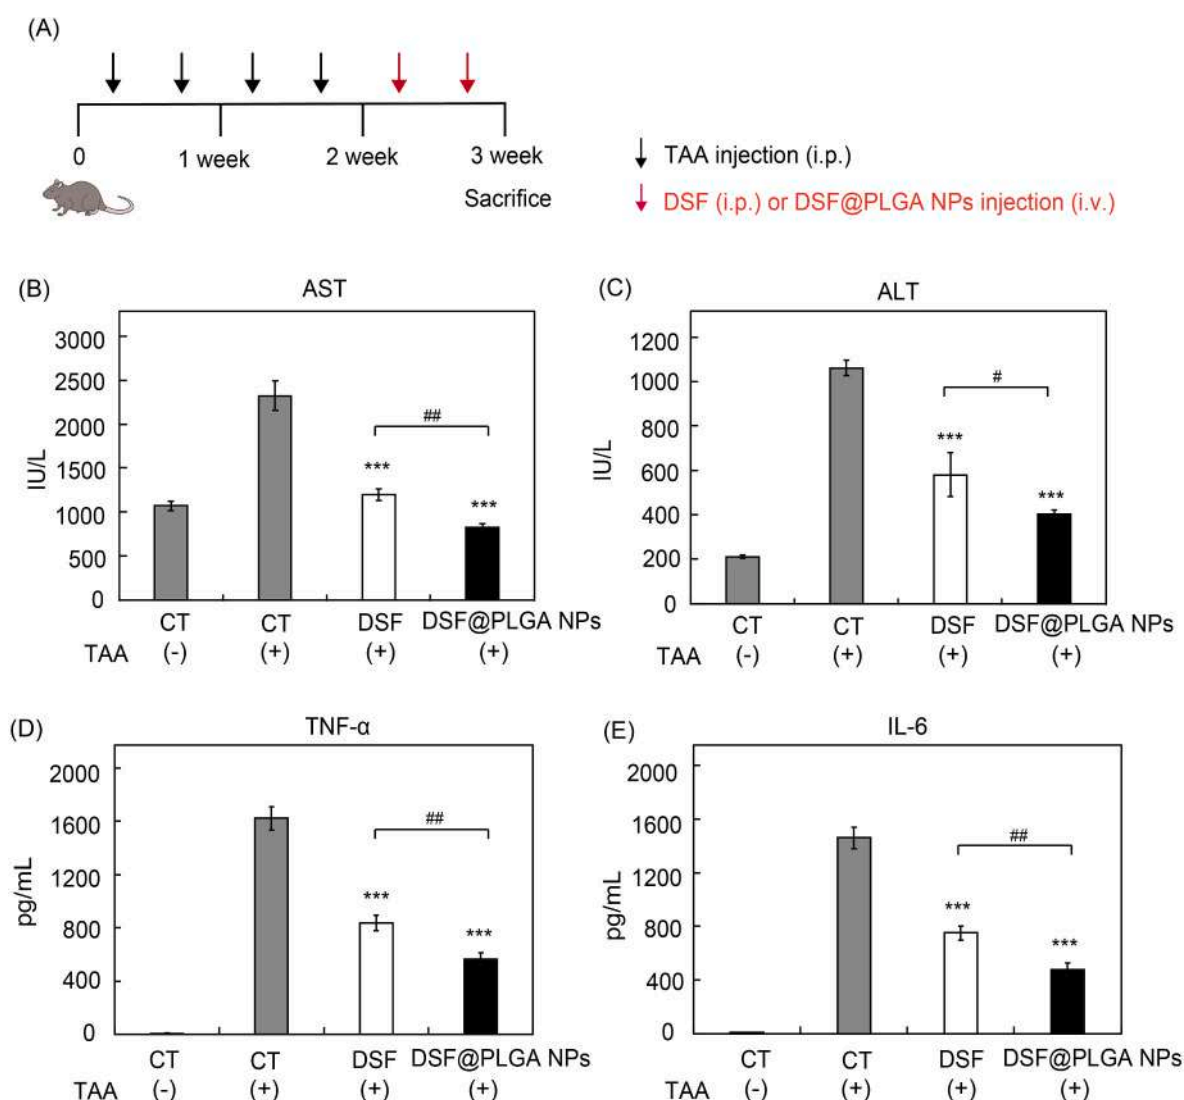 (A)
0
1 week
2 week
3 week
Sacrifice
TAA injection (i.p.)
DSF (i.p.) or DSF@PLGA NPs injection (i.v.)
(B)
AST
IU/L
3000
2500
2000
1500
1000
500
0
##
***
***
CT CT DSF DSF@PLGA NPs
TAA (-) (+) (+) (+)
(C)
ALT
IU/L
1200
1000
800
600
400
200
0
#
***
***
CT CT DSF DSF@PLGA NPs
TAA (-) (+) (+) (+)
(D)
TNF-α
pg/mL
2000
1600
1200
800
400
0
##
***
***
CT CT DSF DSF@PLGA NPs
TAA (-) (+) (+) (+)
(E)
IL-6
pg/mL
2000
1600
1200
800
400
0
##
***
***
CT CT DSF DSF@PLGA NPs
TAA (-) (+) (+) (+)